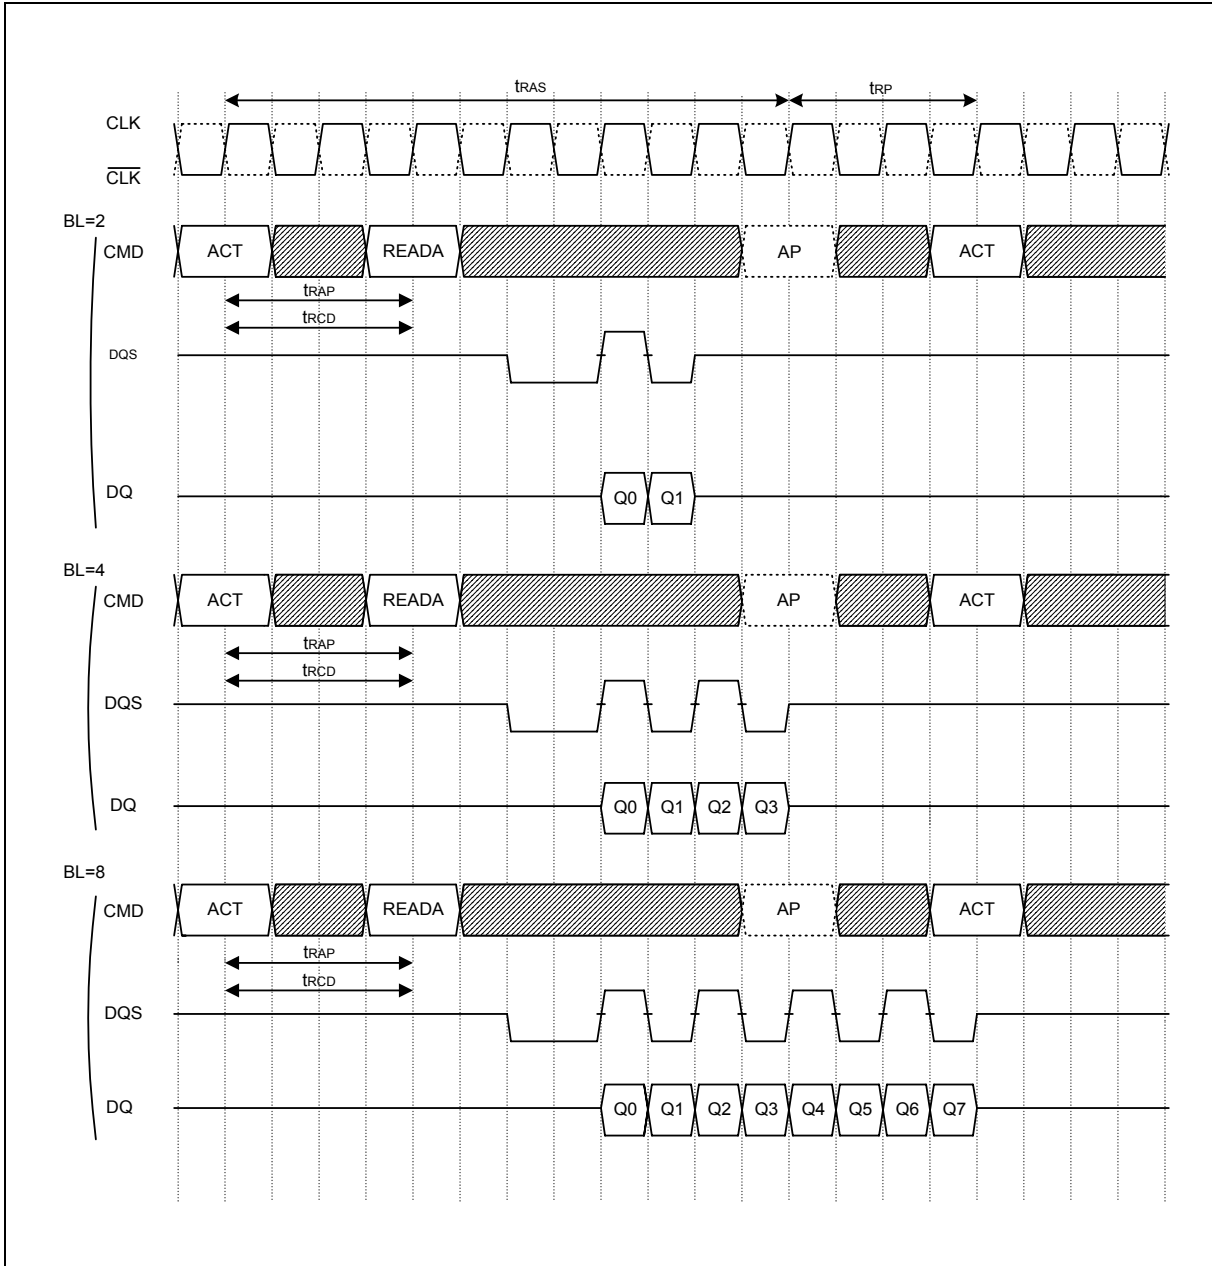 tRAS tRP
CLK
CLK
BL=2
CMD ACT READA AP ACT
tRAP
tRCD
DQS
DQ Q0 Q1
BL=4
CMD ACT READA AP ACT
tRAP
tRCD
DQS
DQ Q0 Q1 Q2 Q3
BL=8
CMD ACT READA AP ACT
tRAP
tRCD
DQS
DQ Q0 Q1 Q2 Q3 Q4 Q5 Q6 Q7